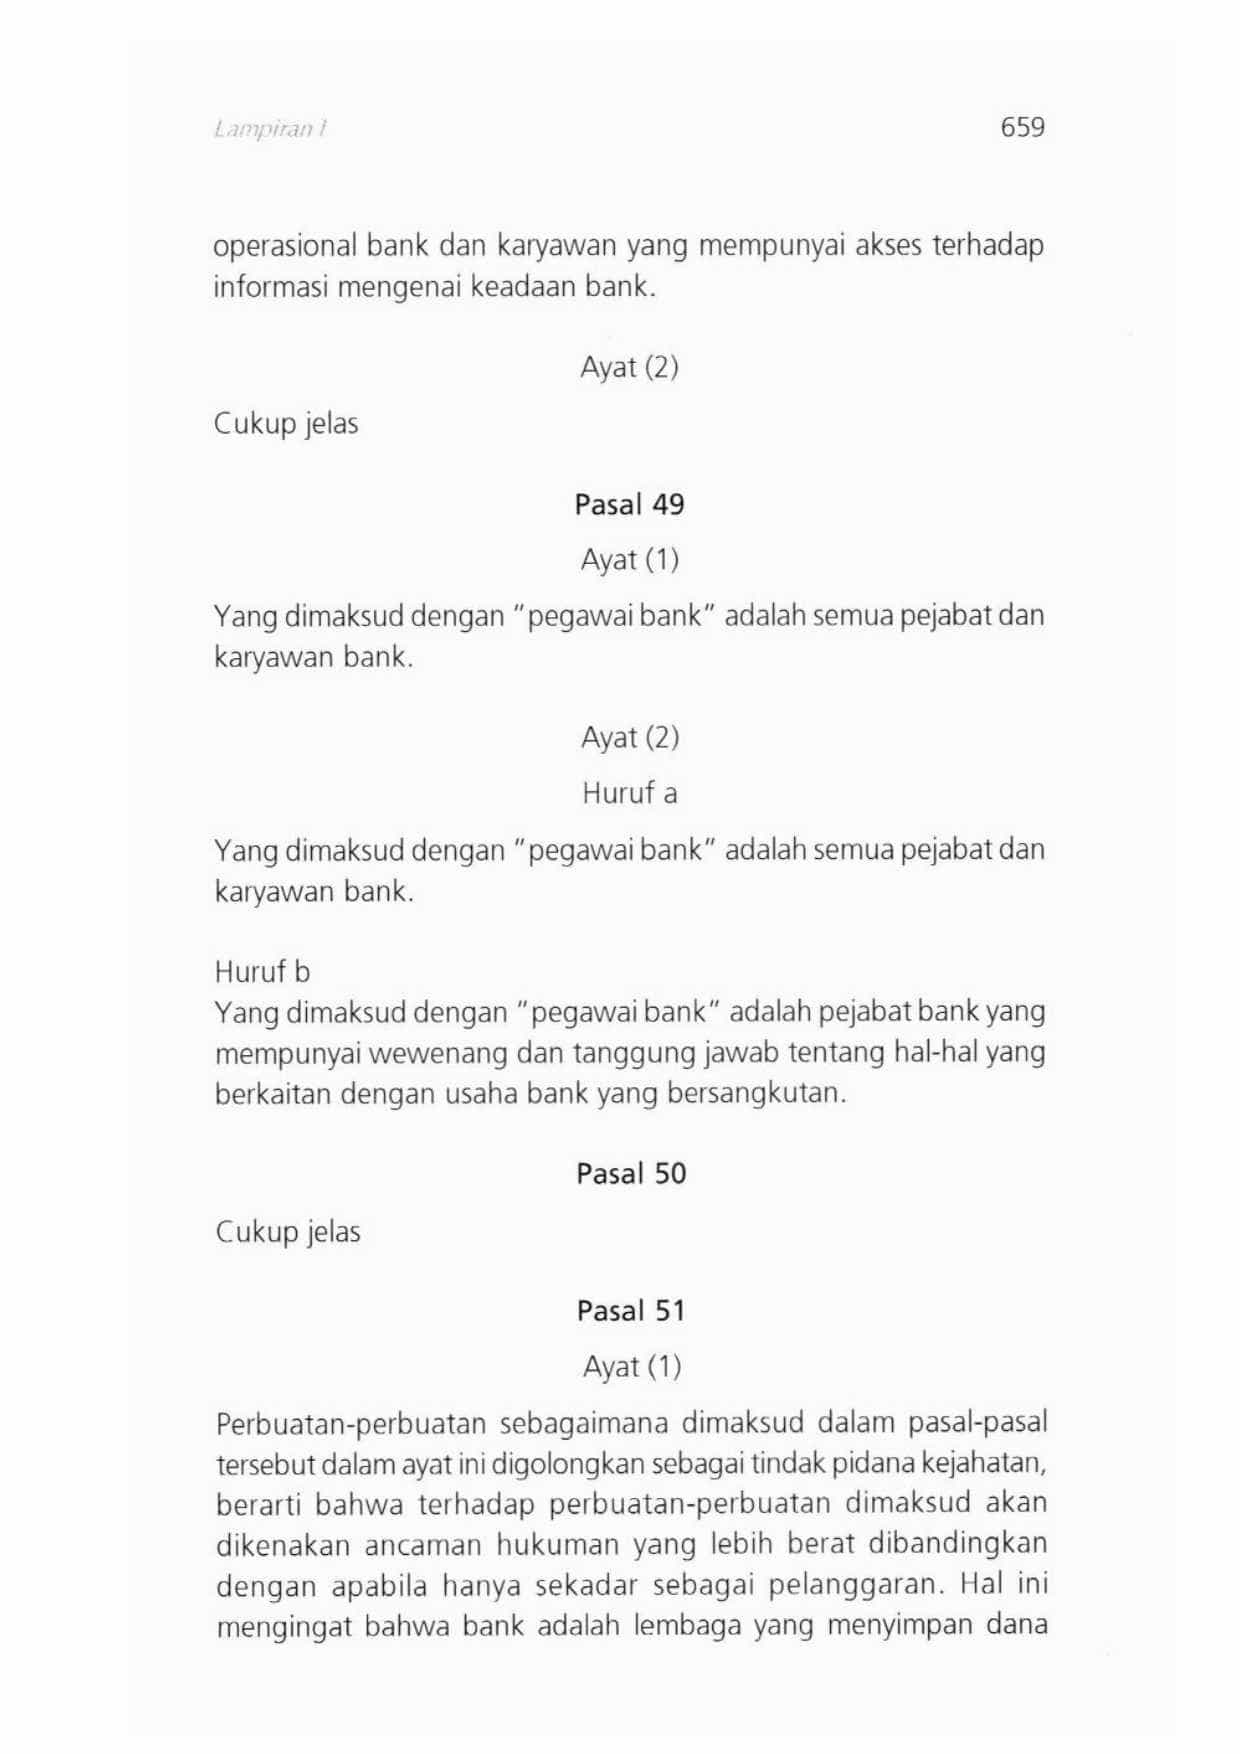 Lampiran I 659
operasional bank dan karyawan yang mempunyai akses terhadap
informasi mengenai keadaan bank.
Ayat (2)
Cukup jelas
Pasal 49
Ayat (1)
Yang dimaksud dengan "pegawai bank" adalah semua pejabat dan
karyawan bank.
Ayat (2)
Huruf a
Yang dimaksud dengan "pegawai bank" adalah semua pejabat dan
karyawan bank.
Huruf b
Yang dimaksud dengan "pegawai bank" adalah pejabat bank yang
mempunyai wewenang dan tanggung jawab tentang hal-hal yang
berkaitan dengan usaha bank yang bersangkutan.
Pasal 50
Cukup jelas
Pasal 51
Ayat (1)
Perbuatan-perbuatan sebagaimana dimaksud dalam pasal-pasal
tersebut dalam ayat ini digolongkan sebagai tindak pidana kejahatan,
berarti bahwa terhadap perbuatan-perbuatan dimaksud akan
dikenakan ancaman hukuman yang lebih berat dibandingkan
dengan apabila hanya sekadar sebagai pelanggaran. Hal ini
mengingat bahwa bank adalah lembaga yang menyimpan dana